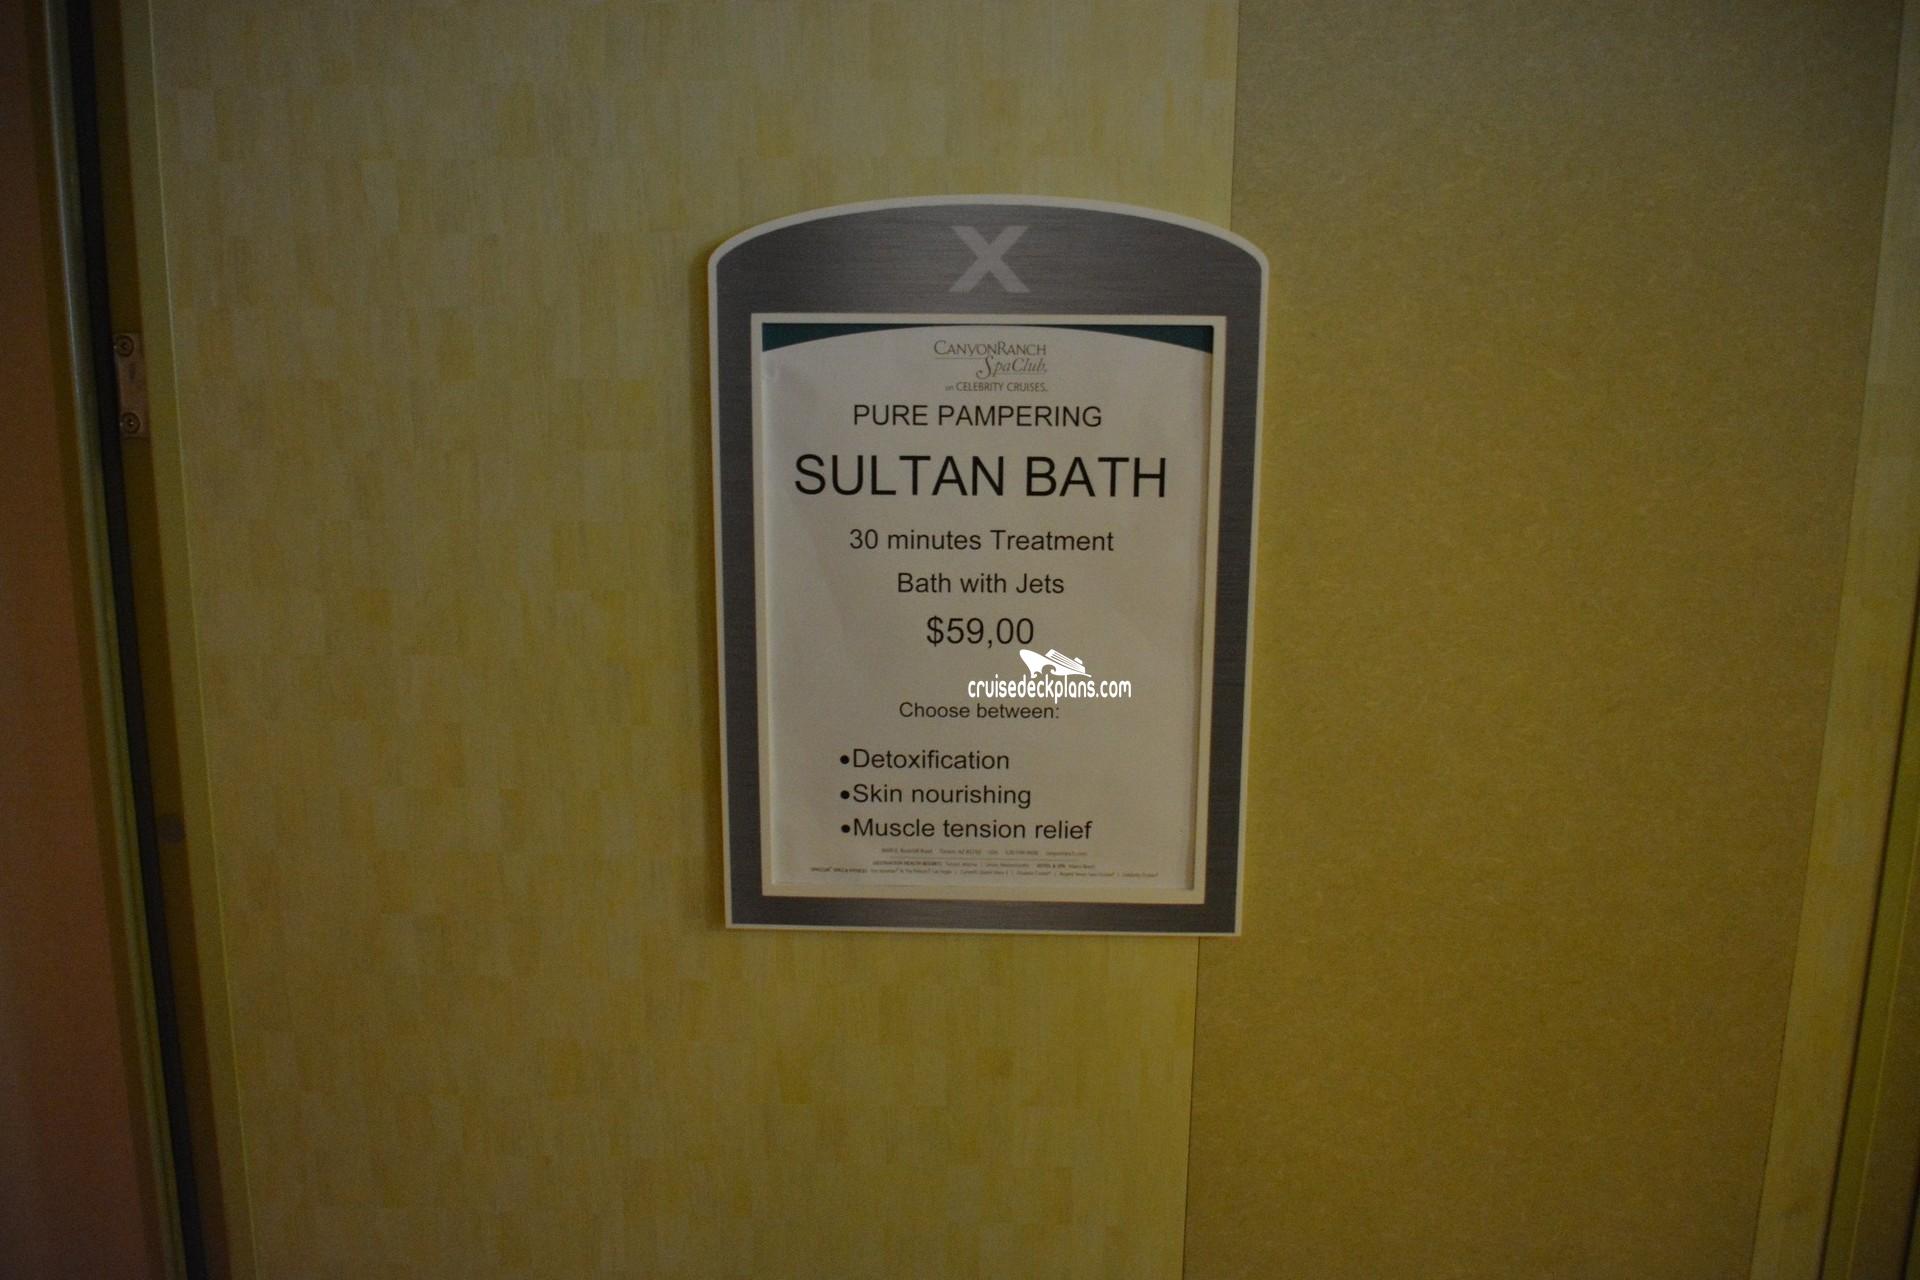 X
CANYONRANCH
SpaClub®
on CELEBRITY CRUISES®
PURE PAMPERING
SULTAN BATH
30 minutes Treatment
Bath with Jets
$59,00
cruisedeckplans.com
Choose between:
•Detoxification
•Skin nourishing
•Muscle tension relief